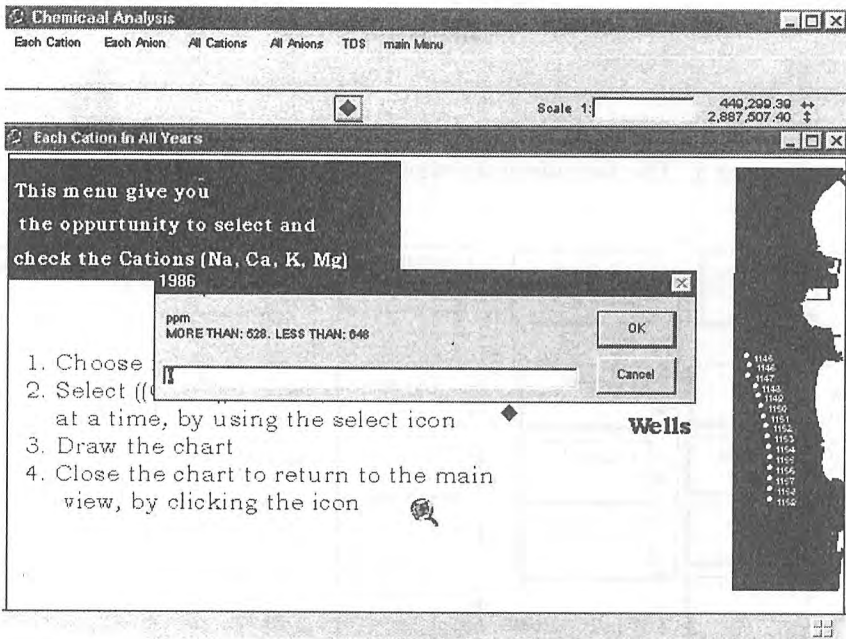 Chemicaal Analysis
Each Cation Each Anion All Cations All Anions TDS main Menu
Scale 1:
449,299.39
2,887,507.40
Each Cation In All Years
This menu give you
the oppurtunity to select and
check the Cations (Na, Ca, K, Mg)
1986
ppm
MORE THAN: 528. LESS THAN: 648
OK
Cancel
1. Choose
2. Select ((
at a time, by using the select icon
3. Draw the chart
4. Close the chart to return to the main
view, by clicking the icon
Wells
1145
1146
1147
1148
1149
1150
1151
1152
1153
1154
1155
1156
1157
1158
1159